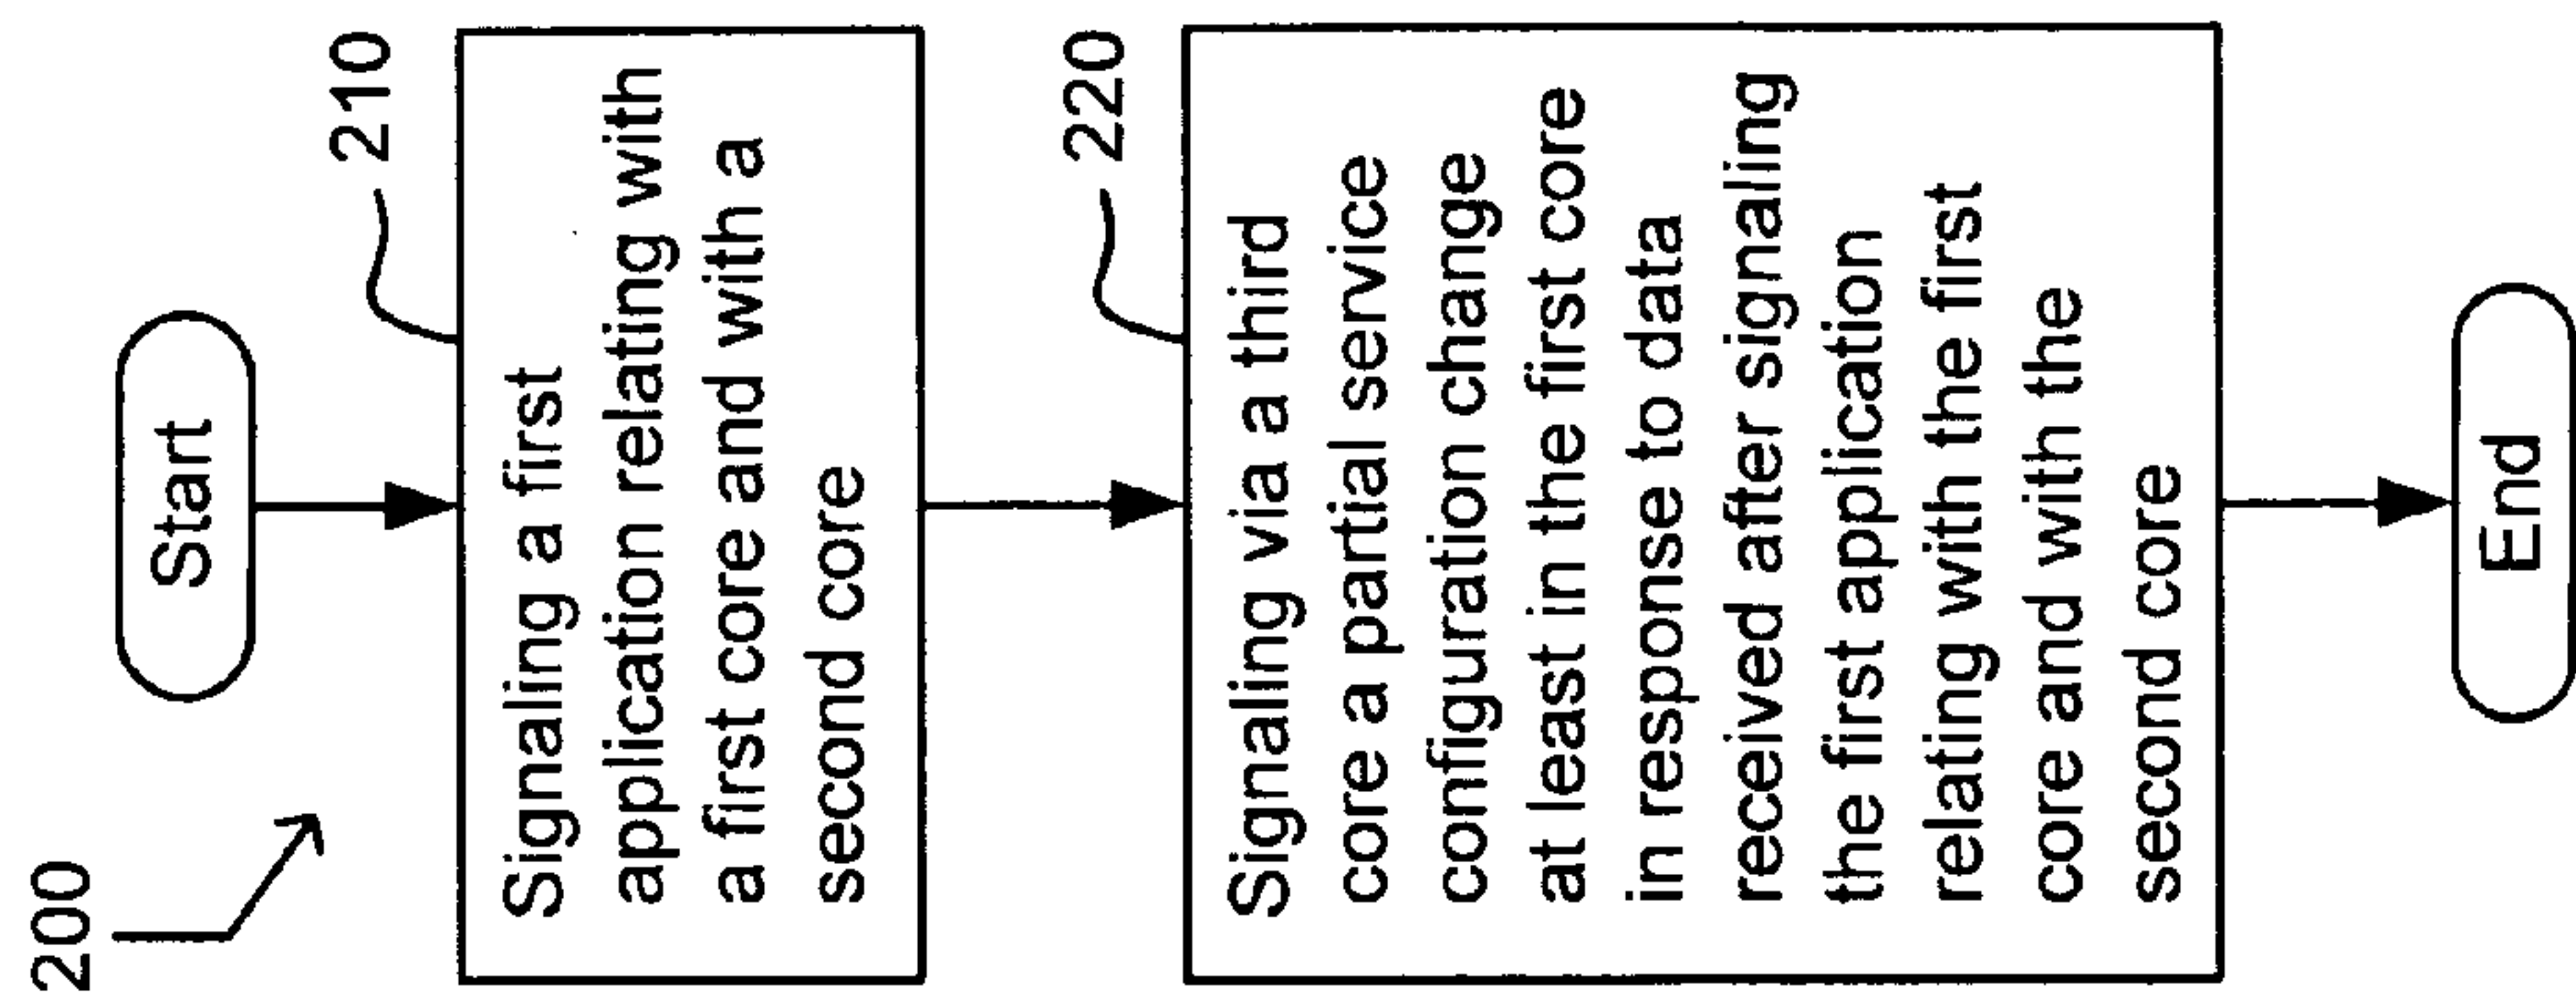 200
Start
210
Signaling a first
application relating with
a first core and with a
second core
220
Signaling via a third
core a partial service
configuration change
at least in the first core
in response to data
received after signaling
the first application
relating with the first
core and with the
second core
End